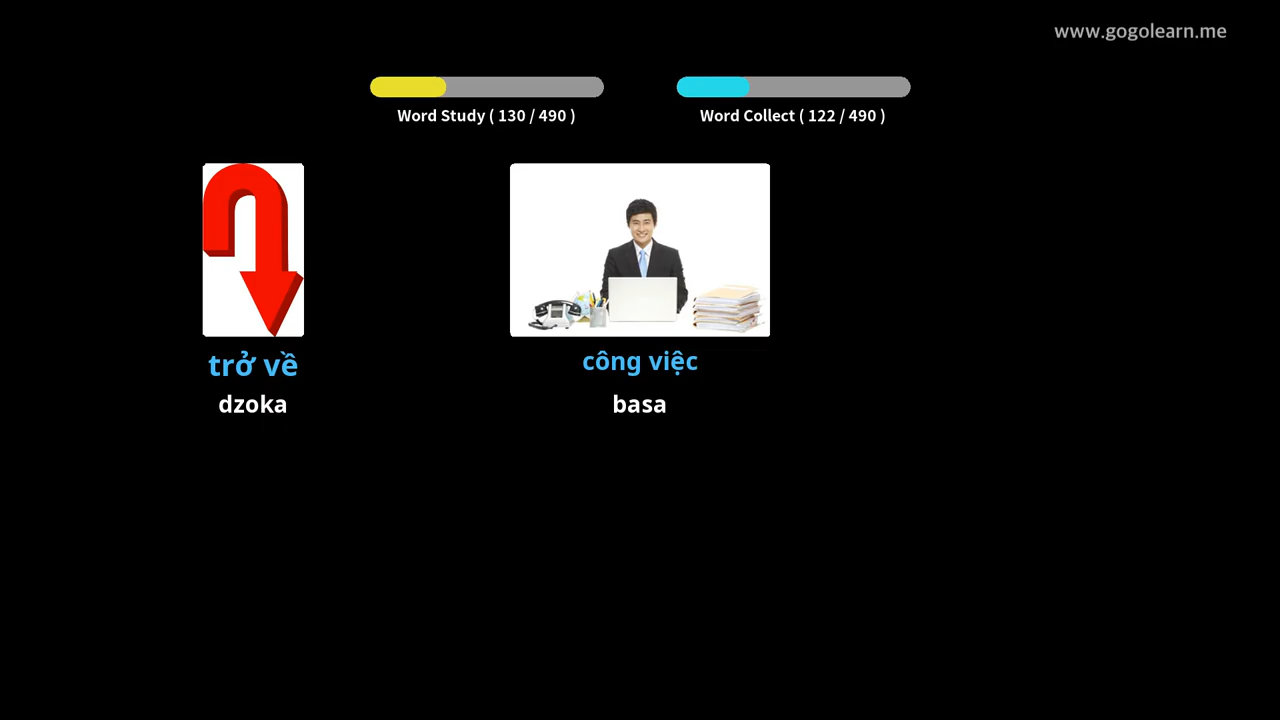 www.gogolearn.me
Word Study ( 130 / 490 )
Word Collect ( 122 / 490 )
trở về
dzoka
công việc
basa